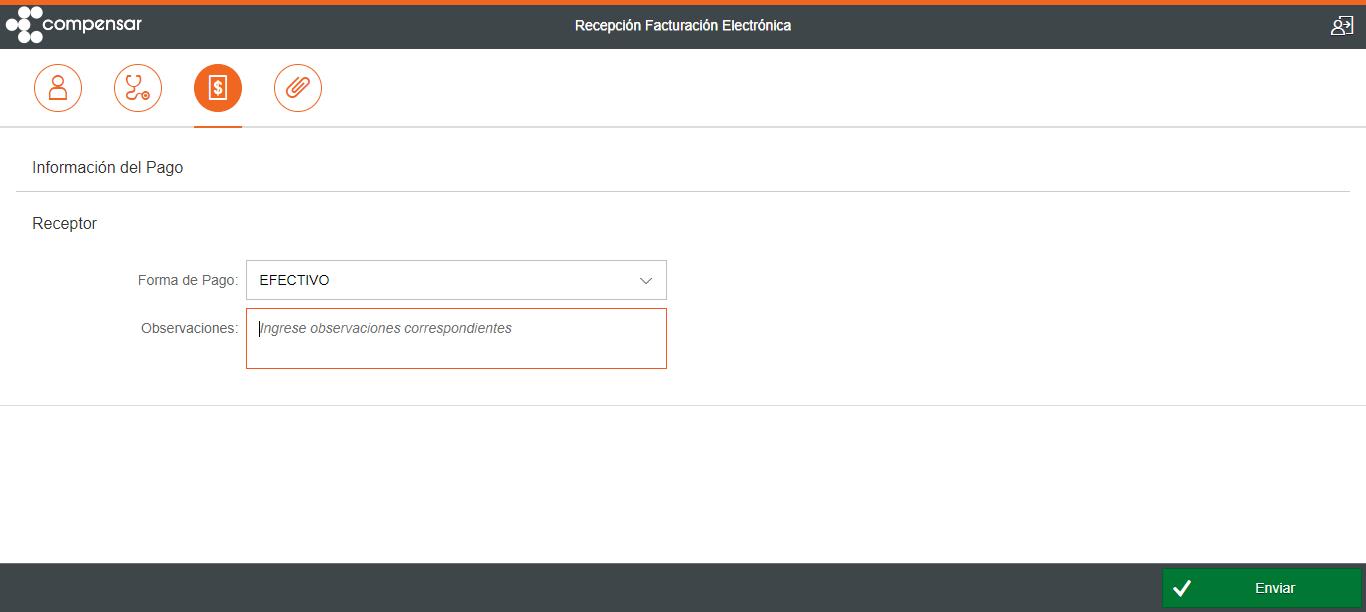 compensar
Recepción Facturación Electrónica
$
Información del Pago
Receptor
Forma de Pago: EFECTIVO
Observaciones: Ingrese observaciones correspondientes
Enviar